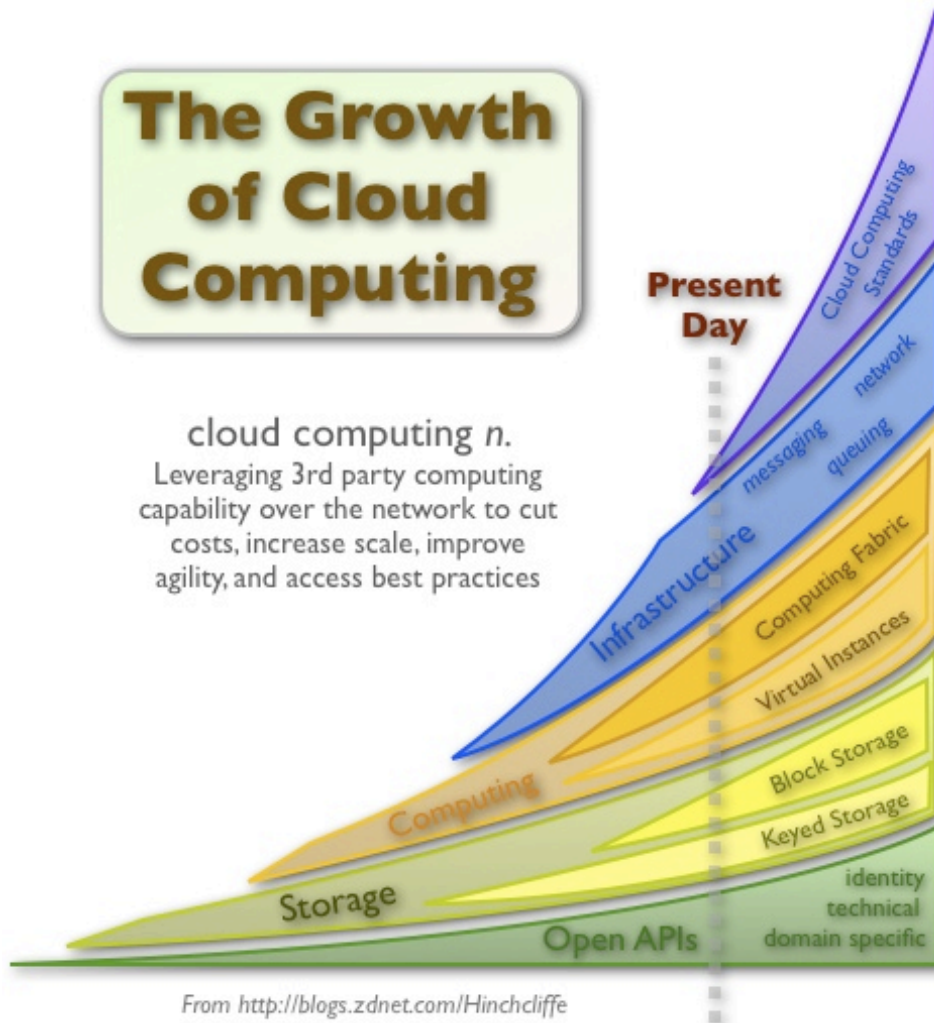 The Growth
of Cloud
Computing
cloud computing n.
Leveraging 3rd party computing
capability over the network to cut
costs, increase scale, improve
agility, and access best practices
Present
Day
Cloud Computing
Standards
network
messaging
queuing
Infrastructure
Computing Fabric
Virtual Instances
Computing
Block Storage
Keyed Storage
Storage
identity
technical
domain specific
Open APIs
From http://blogs.zdnet.com/Hinchcliffe